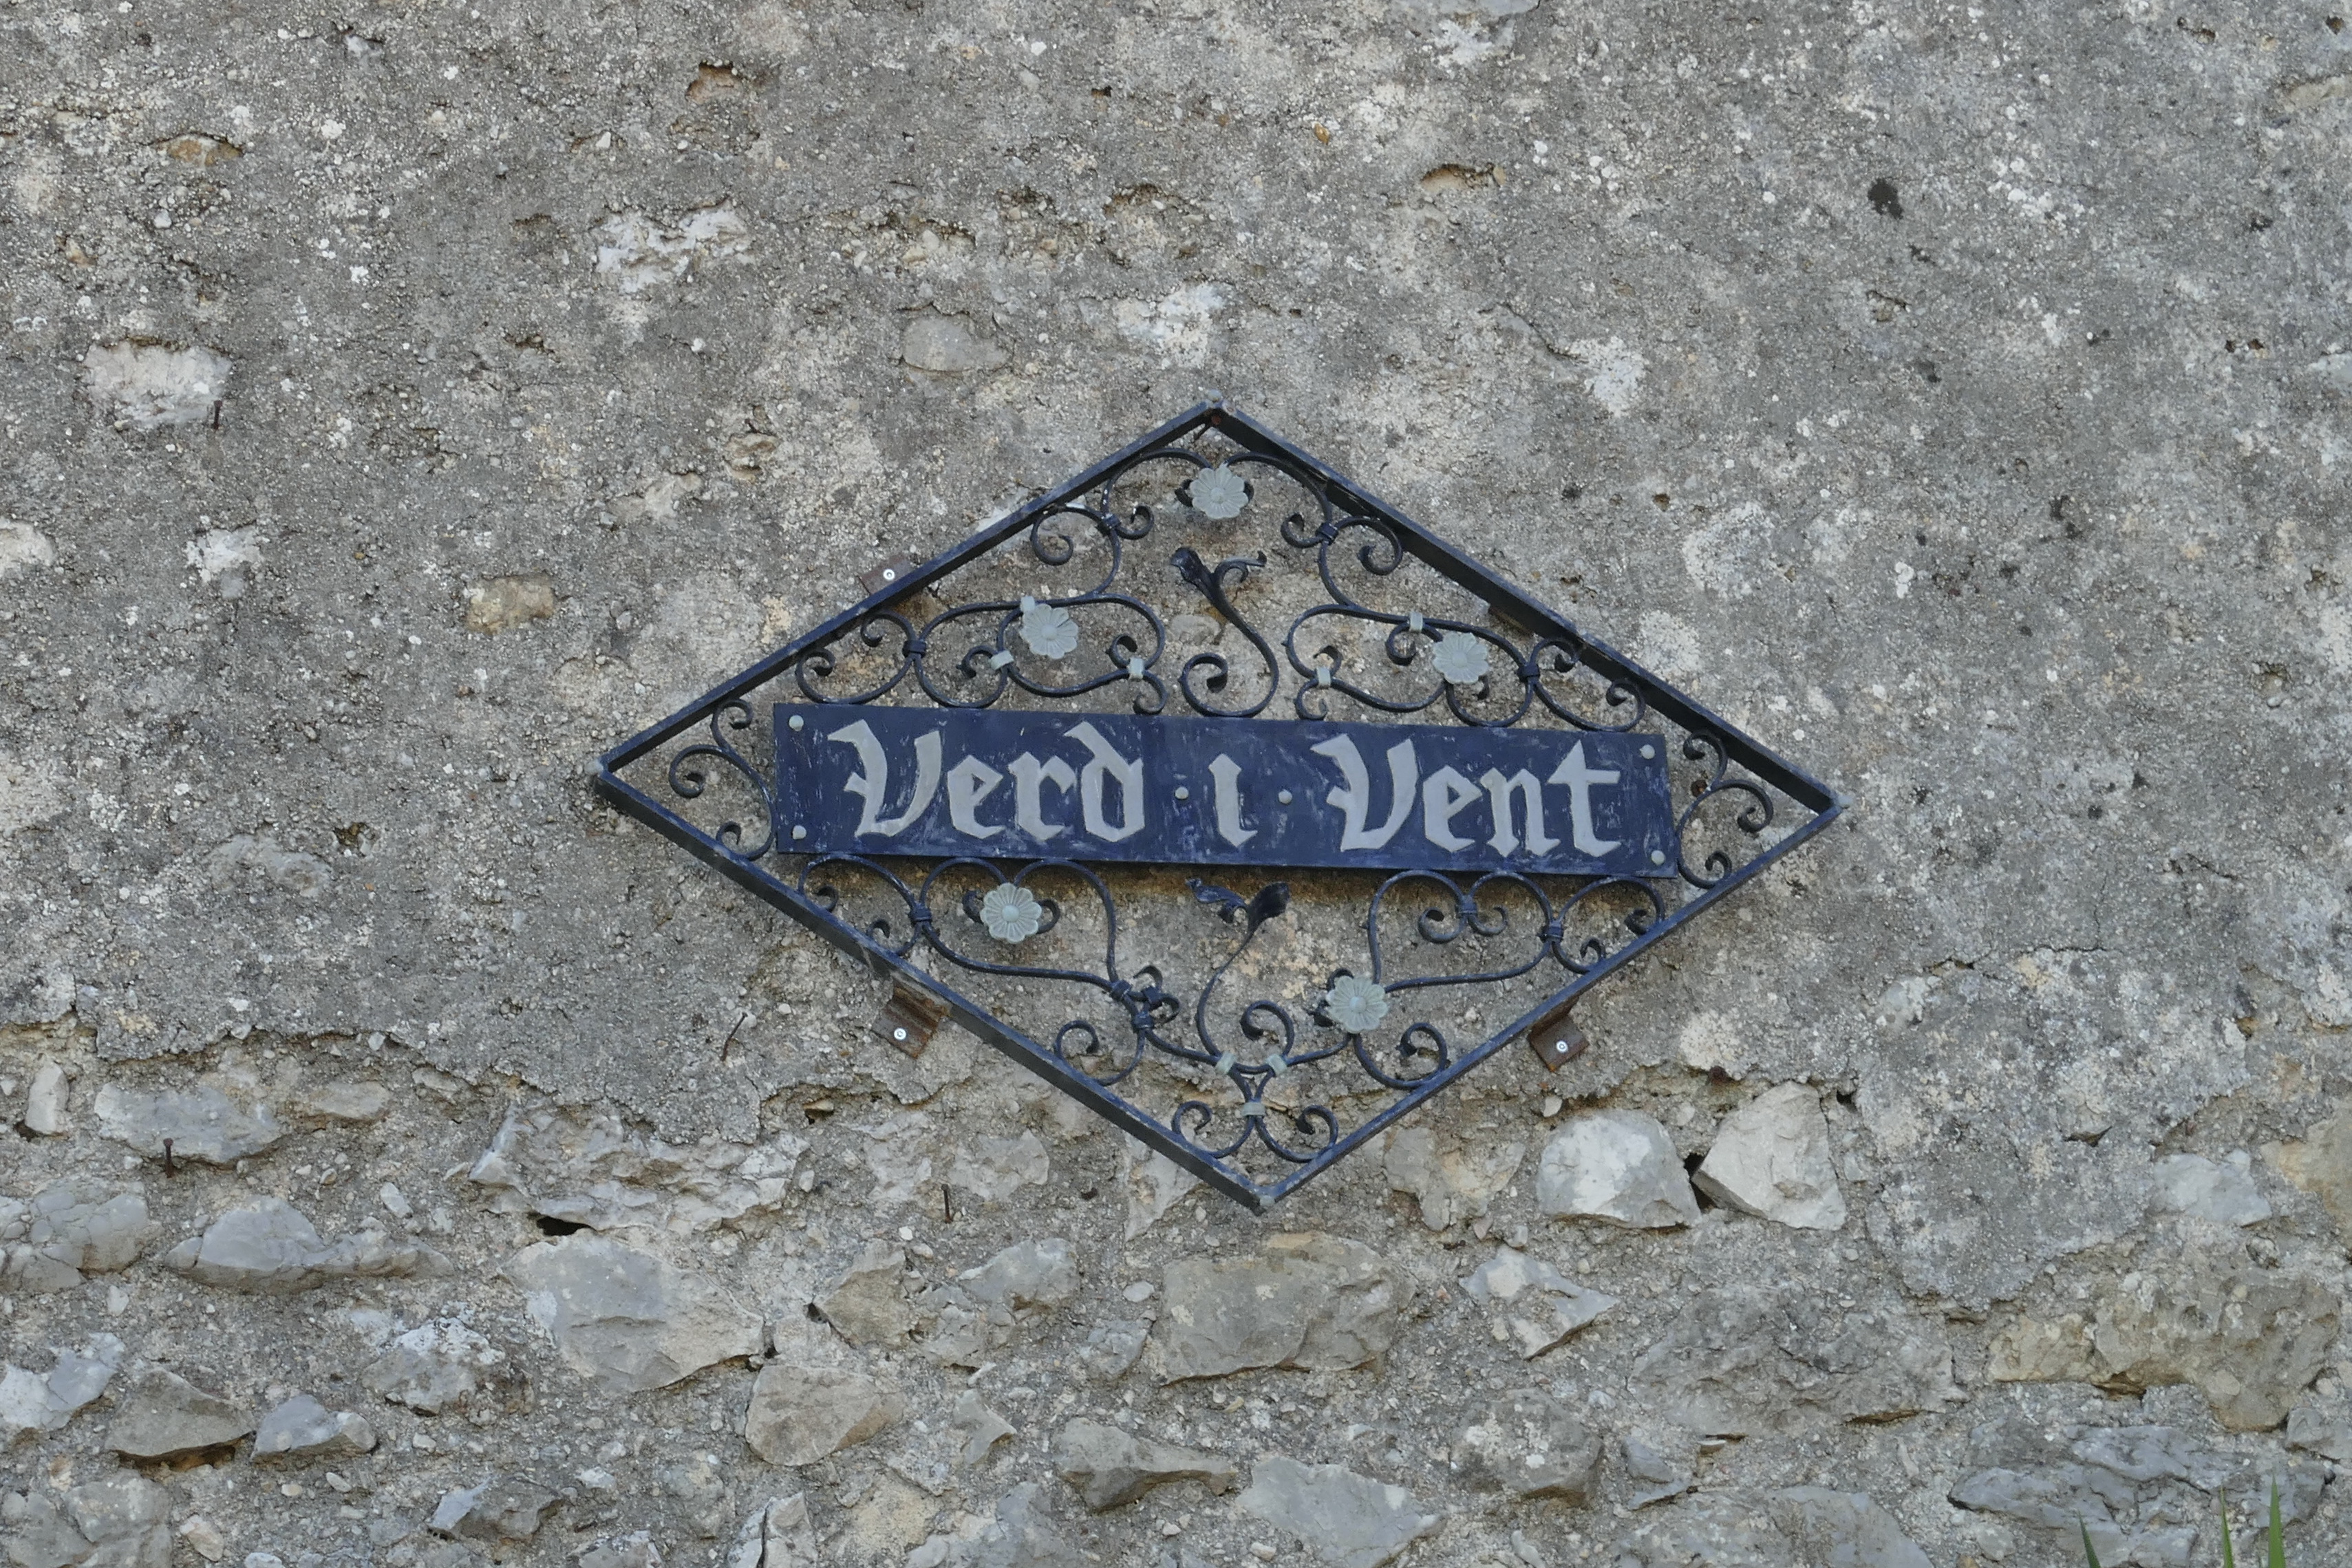 Verd · i · Vent